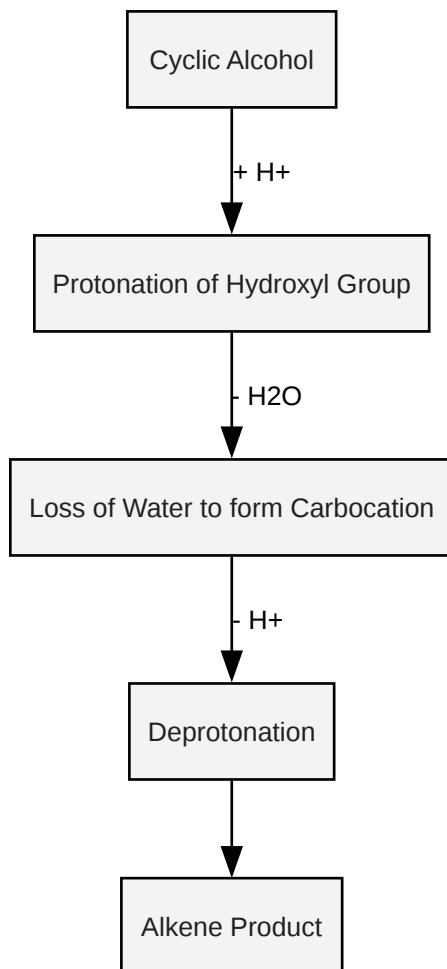 Cyclic Alcohol
+ H+
Protonation of Hydroxyl Group
- H2O
Loss of Water to form Carbocation
- H+
Deprotonation
Alkene Product